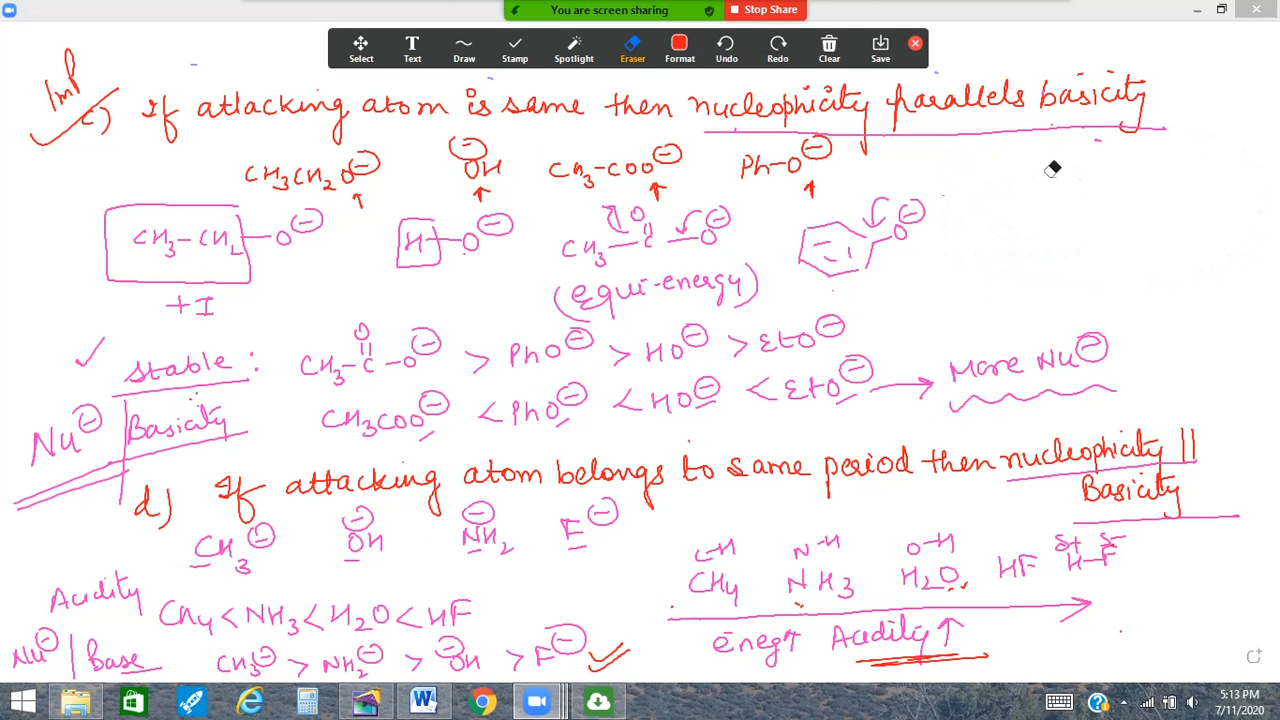 You are screen sharing Stop Share
Select Text Draw Stamp Spotlight Eraser Format Undo Redo Clear Save
Imp
c) If attacking atom is same then nucleophicity parallels basicity
CH3CH2O⊖ ⊖OH CH3-COO⊖ Ph-O⊖
CH3-CH2-O⊖ H-O⊖ CH3-C(=O)-O⊖ O⊖
+I (equi-energy)
Stable : CH3-C(=O)-O⊖ > PhO⊖ > HO⊖ > EtO⊖
Nu⊖ | Basicity CH3COO⊖ < PhO⊖ < HO⊖ < EtO⊖ → More Nu⊖
d) If attacking atom belongs to same period then nucleophicity ||
Basicity
CH3⊖ ⊖OH ⊖NH2 F⊖
C-H N-H O-H δ+ δ-
CH4 NH3 H2O HF H-F
Acidity CH4 < NH3 < H2O < HF
Eneg↑ Acidity↑
Nu⊖ | Base CH3⊖ > NH2⊖ > ⊖OH > F⊖
5:13 PM
7/11/2020